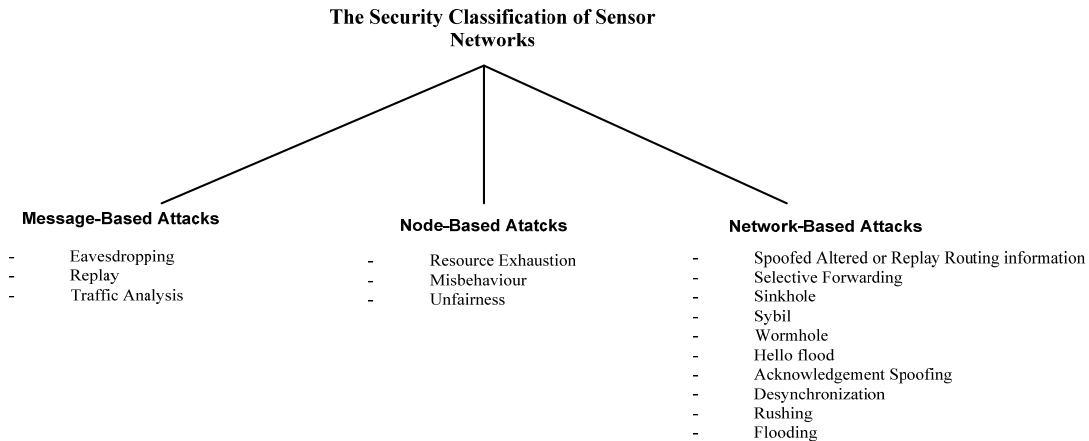 The Security Classification of Sensor
Networks
Message-Based Attacks
- Eavesdropping
- Replay
- Traffic Analysis
Node-Based Atatcks
- Resource Exhaustion
- Misbehaviour
- Unfairness
Network-Based Attacks
- Spoofed Altered or Replay Routing information
- Selective Forwarding
- Sinkhole
- Sybil
- Wormhole
- Hello flood
- Acknowledgement Spoofing
- Desynchronization
- Rushing
- Flooding